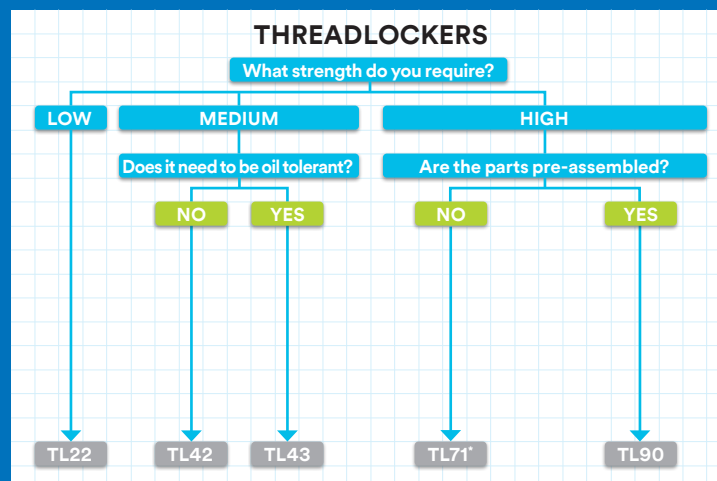 THREADLOCKERS
What strength do you require?
LOW
MEDIUM
HIGH
Does it need to be oil tolerant?
Are the parts pre-assembled?
NO
YES
NO
YES
TL22
TL42
TL43
TL71*
TL90